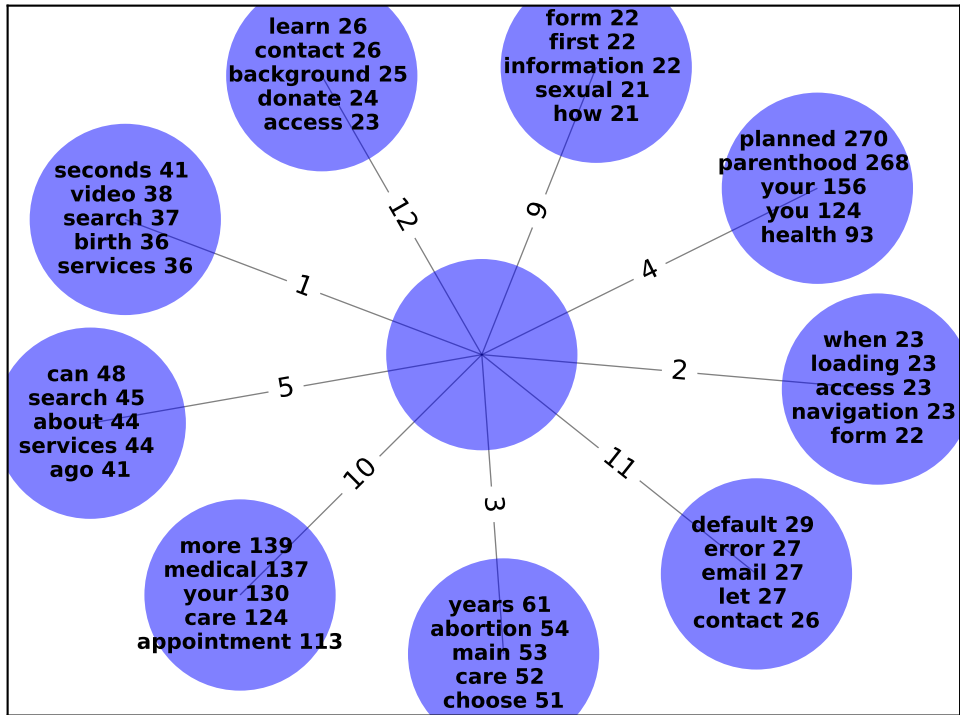 learn 26
contact 26
background 25
donate 24
access 23
form 22
first 22
information 22
sexual 21
how 21
planned 270
parenthood 268
your 156
you 124
health 93
seconds 41
video 38
search 37
birth 36
services 36
12
9
4
1
when 23
loading 23
access 23
navigation 23
form 22
can 48
search 45
about 44
services 44
ago 41
5
2
10
3
11
more 139
medical 137
your 130
care 124
appointment 113
years 61
abortion 54
main 53
care 52
choose 51
default 29
error 27
email 27
let 27
contact 26